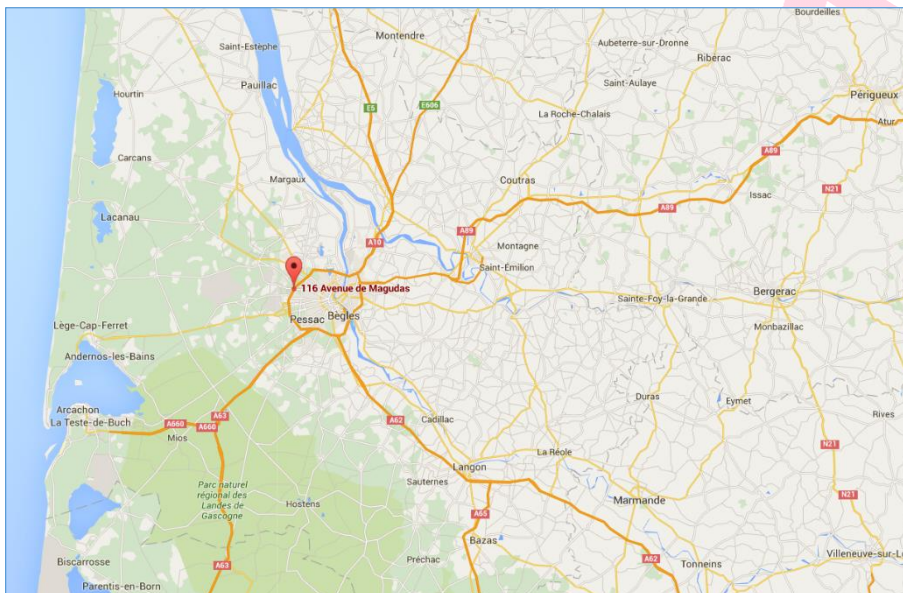 Bourdeilles
Montendre
Saint-Estèphe
Aubeterre-sur-Dronne
Riberac
Pauillac
Saint-Aulaye
Hourtin
Périgueux
E5
E606
La Roche-Chalais
Atur
Carcans
A89
Margaux
Coutras
Issac
N21
Lacanau
A89
A89
A10
Montagne
Saint-Émilion
116 Avenue de Magudas
Bergerac
Sainte-Foy-la-Grande
Pessac
Bègles
Lège-Cap-Ferret
Monbazillac
Andernos-les-Bains
Duras
Eymet
Arcachon
La Teste-de-Buch
A660
A63
A660
Mios
Cadillac
A62
Rives
N21
La Réole
Langon
Sauternes
Parc naturel
régional des
Landes de
Gascogne
Hostens
Marmande
N21
A65
Bazas
Préchac
A62
Biscarrosse
A63
Tonneins
Villeneuve-sur-L
Parentis-en-Born